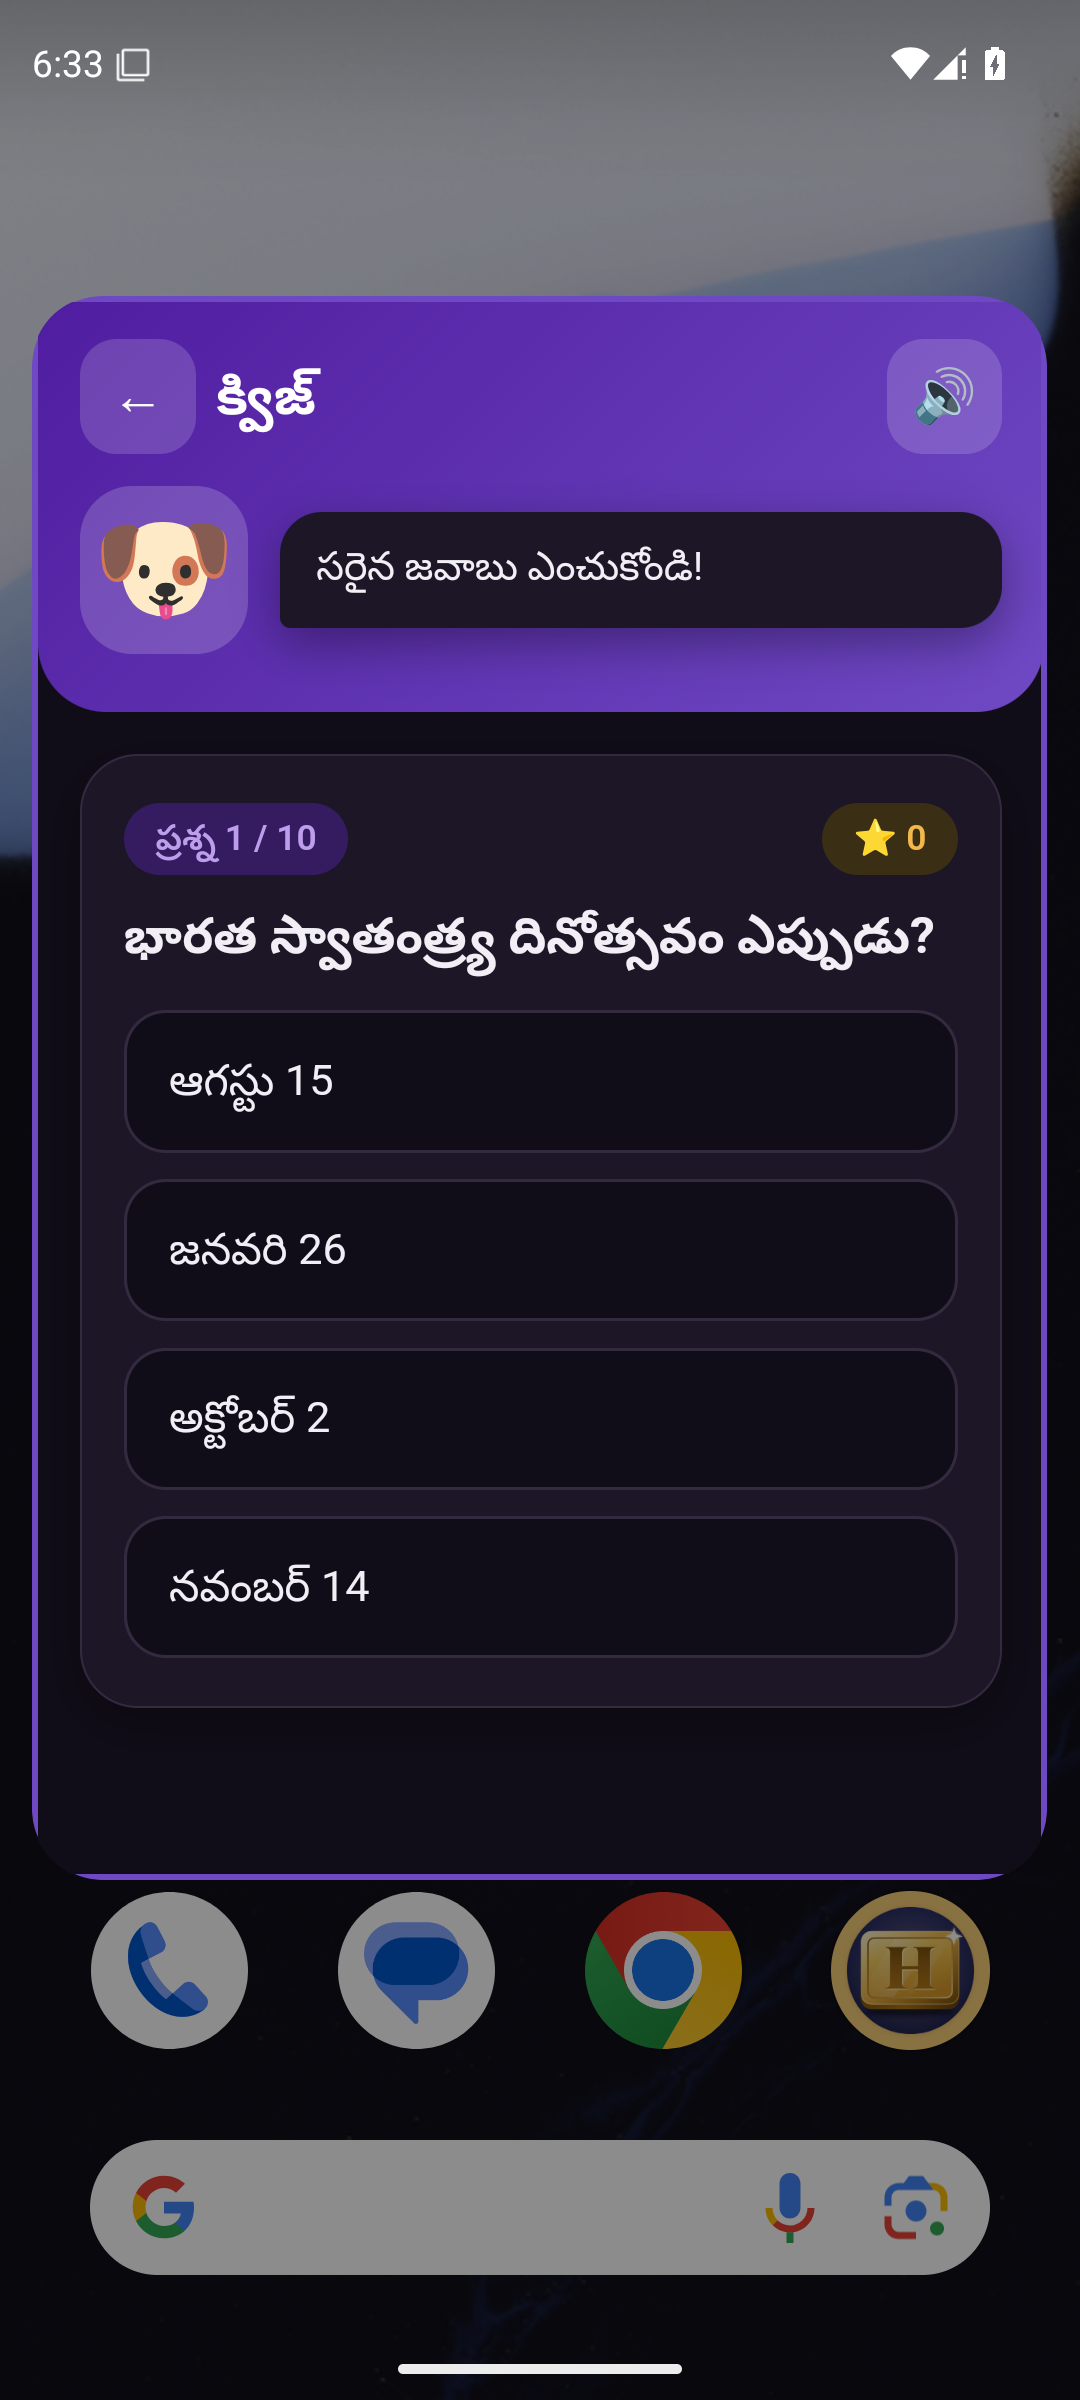 6:33
← క్విజ్
సరైన జవాబు ఎంచుకోండి!
ప్రశ్న 1 / 10
⭐ 0
భారత స్వాతంత్ర్య దినోత్సవం ఎప్పుడు?
ఆగస్టు 15
జనవరి 26
అక్టోబర్ 2
నవంబర్ 14
H